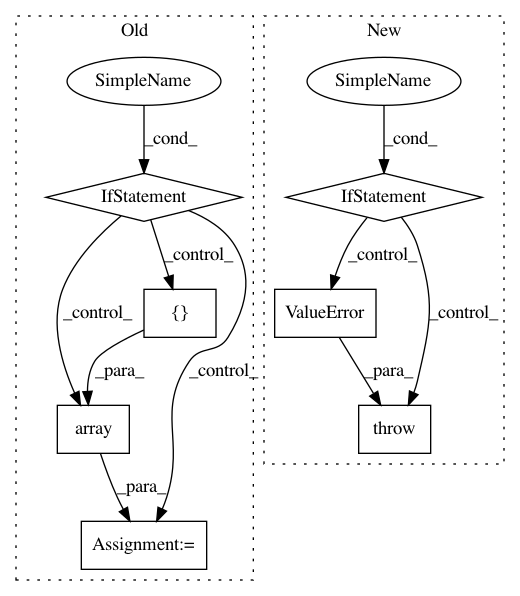 Old
New
SimpleName
SimpleName
_cond_
_cond_
IfStatement
IfStatement
_control_
_control_
_control_
_control_
_control_
{}
ValueError
_para_
_para_
array
throw
_para_
Assignment:=